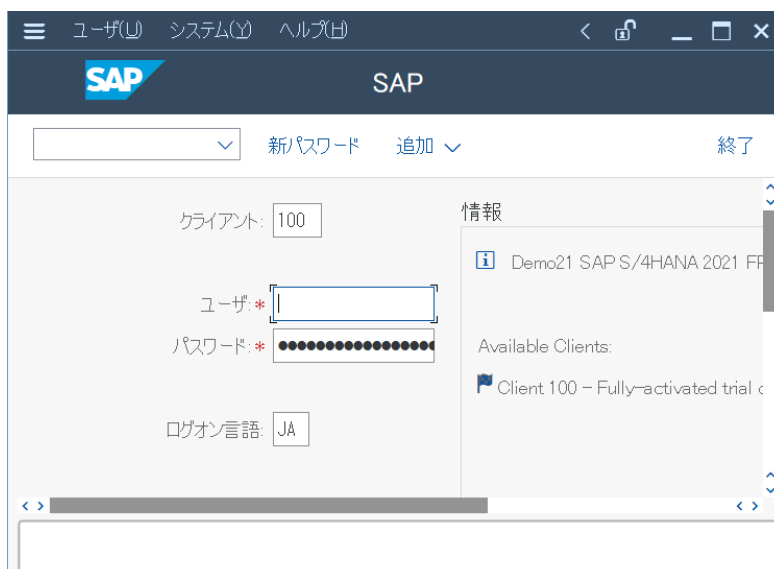 ユーザ(U) システム(Y) ヘルプ(H)
SAP SAP
新パスワード 追加 終了
クライアント: 100
情報
Demo21 SAP S/4HANA 2021 FP
ユーザ:*
パスワード:* ●●●●●●●●●●●●●●●●●
Available Clients:
Client 100 - Fully-activated trial c
ログオン言語: JA